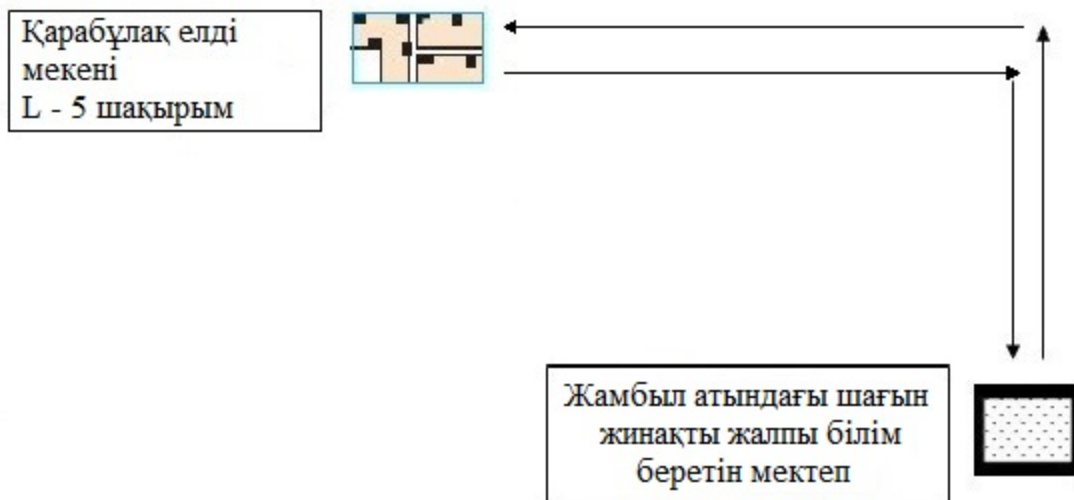 Қарабұлақ елді
мекені
L - 5 шақырым
Жамбыл атындағы шағын
жинақты жалпы білім
беретін мектеп